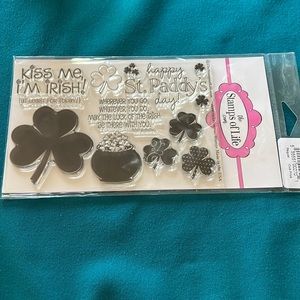 KISS ME,
I'M IRISH!
happy
St. Paddy's
day!
WHEREVER YOU GO,
WHATEVER YOU DO,
MAY THE LUCK OF THE IRISH
BE THERE WITH YOU!
the
Stamps of Life